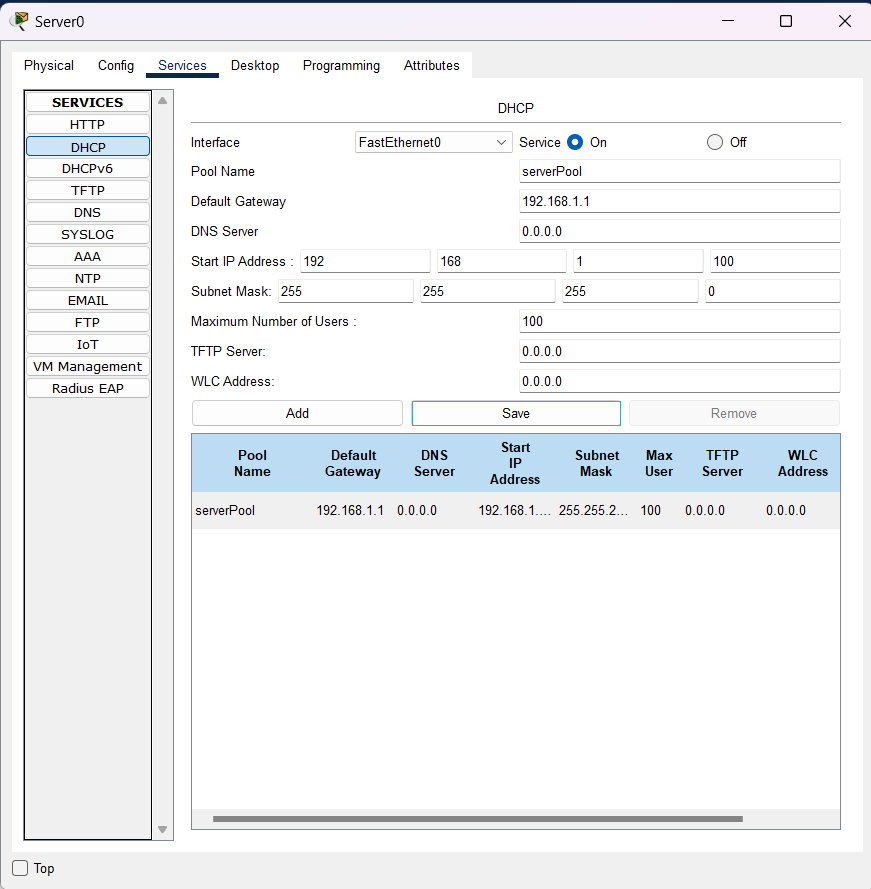 Server0
Physical Config Services Desktop Programming Attributes
SERVICES
HTTP
DHCP
DHCPv6
TFTP
DNS
SYSLOG
AAA
NTP
EMAIL
FTP
IoT
VM Management
Radius EAP
DHCP
Interface FastEthernet0 Service On Off
Pool Name serverPool
Default Gateway 192.168.1.1
DNS Server 0.0.0.0
Start IP Address : 192 168 1 100
Subnet Mask: 255 255 255 0
Maximum Number of Users : 100
TFTP Server: 0.0.0.0
WLC Address: 0.0.0.0
Add Save Remove
Pool Name Default Gateway DNS Server Start IP Address Subnet Mask Max User TFTP Server WLC Address
serverPool 192.168.1.1 0.0.0.0 192.168.1.... 255.255.2... 100 0.0.0.0 0.0.0.0
Top